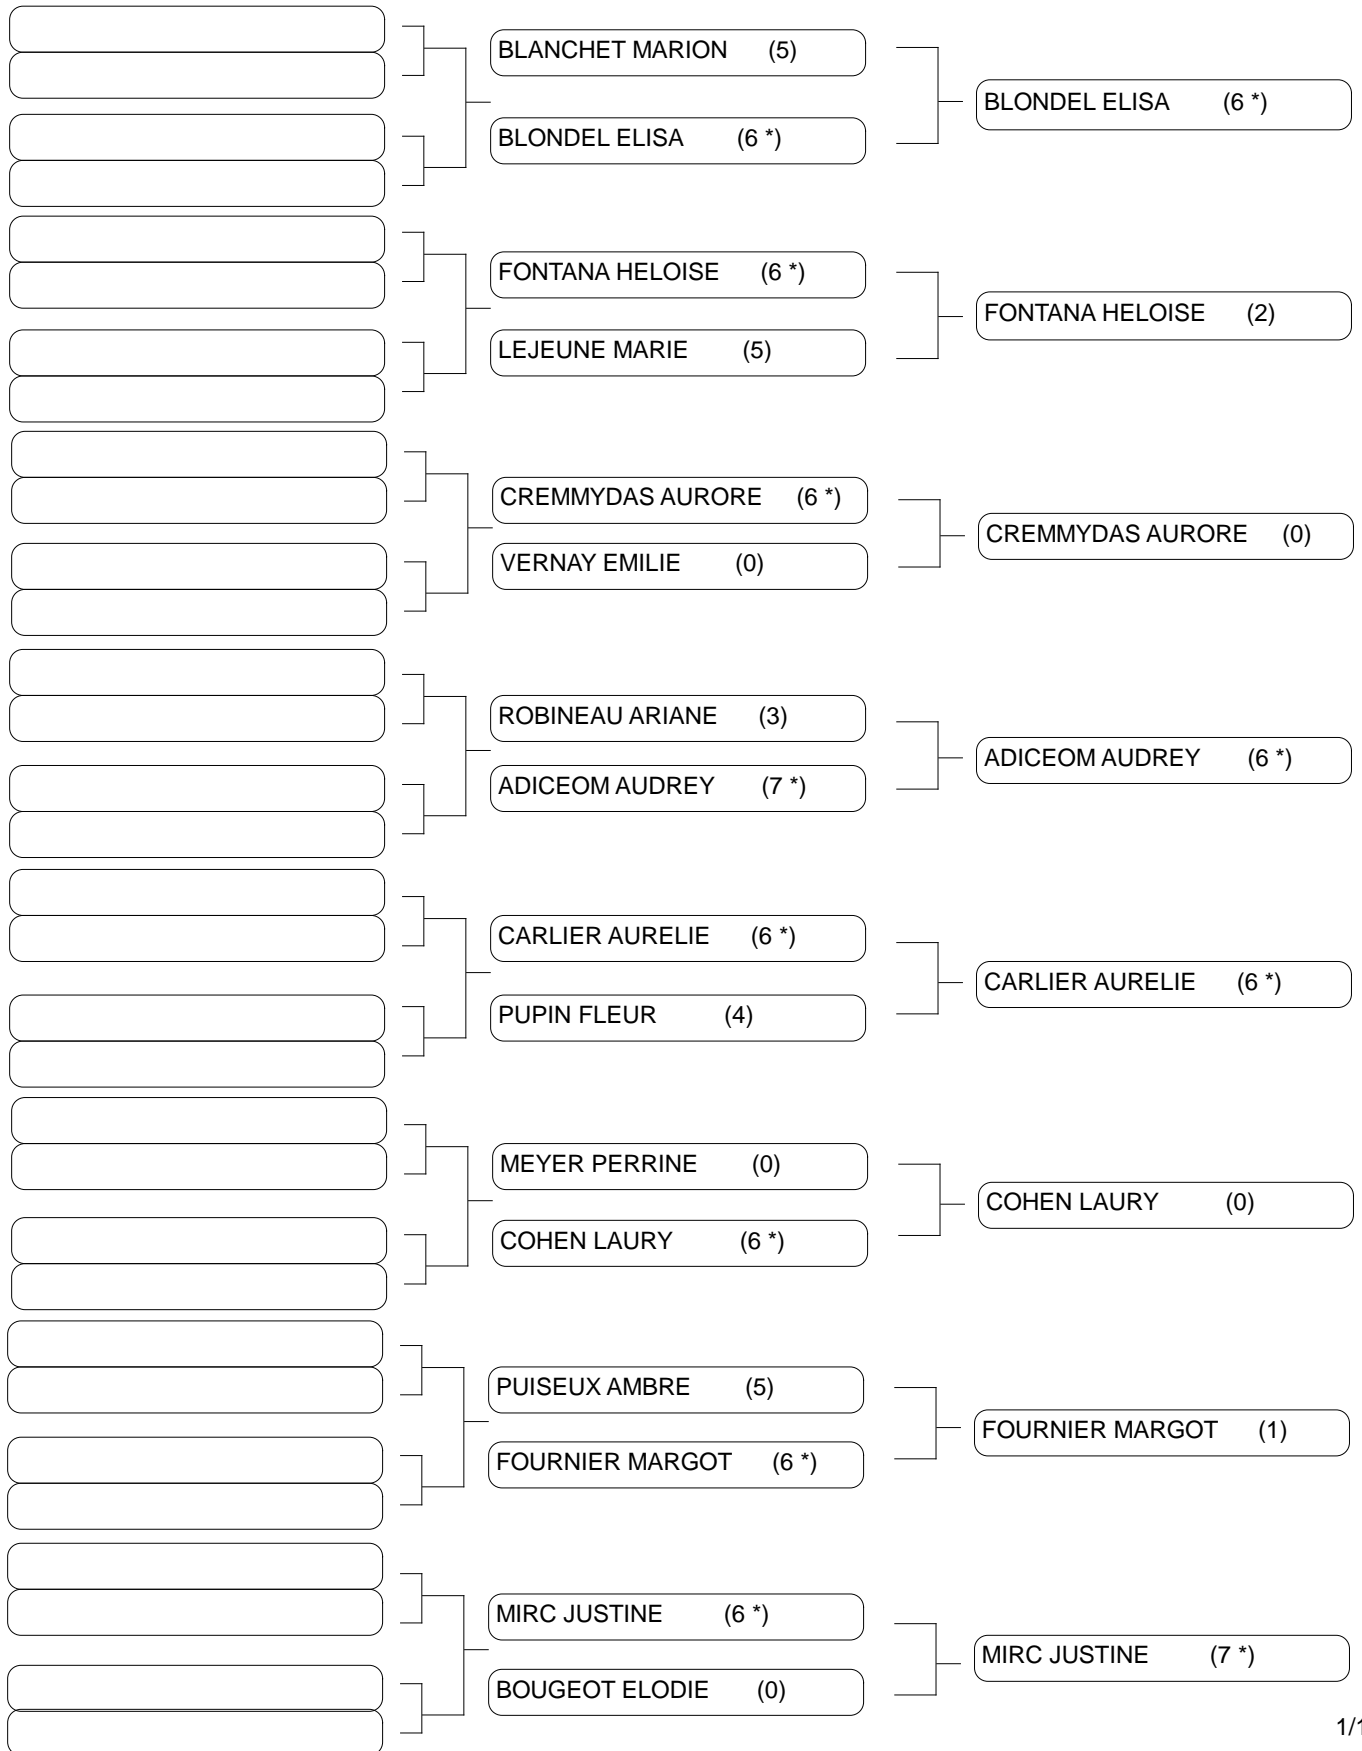 BLANCHET MARION (5)
BLONDEL ELISA (6 *)
BLONDEL ELISA (6 *)
FONTANA HELOISE (6 *)
LEJEUNE MARIE (5)
FONTANA HELOISE (2)
CREMMYDAS AURORE (6 *)
VERNAY EMILIE (0)
CREMMYDAS AURORE (0)
ROBINEAU ARIANE (3)
ADICEOM AUDREY (7 *)
ADICEOM AUDREY (6 *)
CARLIER AURELIE (6 *)
PUPIN FLEUR (4)
CARLIER AURELIE (6 *)
MEYER PERRINE (0)
COHEN LAURY (6 *)
COHEN LAURY (0)
PUISEUX AMBRE (5)
FOURNIER MARGOT (6 *)
FOURNIER MARGOT (1)
MIRC JUSTINE (6 *)
BOUGEOT ELODIE (0)
MIRC JUSTINE (7 *)
1/1